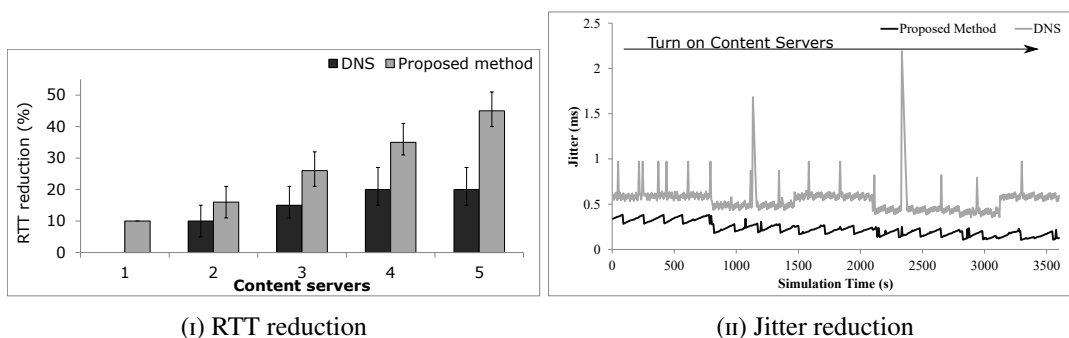 DNS Proposed method
RTT reduction (%)
50
40
30
20
10
0
1 2 3 4 5
Content servers
(I) RTT reduction
Proposed Method DNS
Turn on Content Servers
Jitter (ms)
2.5
2
1.5
1
0.5
0
0 500 1000 1500 2000 2500 3000 3500
Simulation Time (s)
(II) Jitter reduction